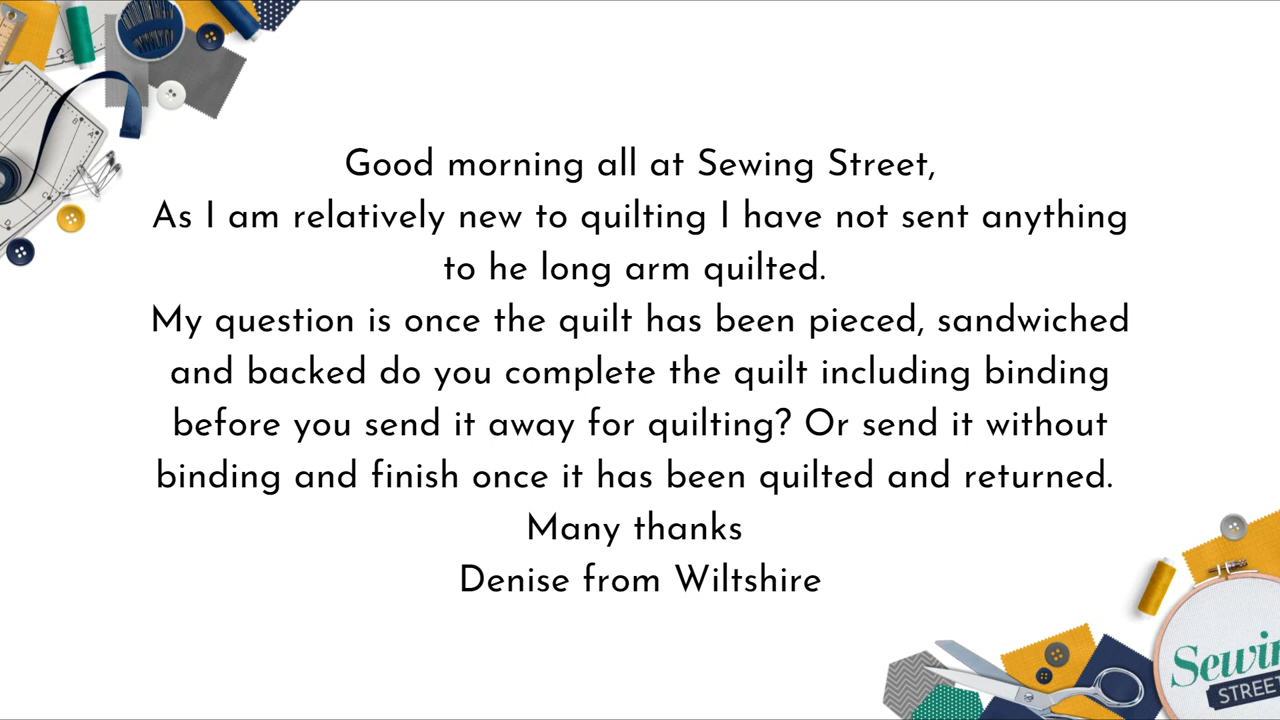 Good morning all at Sewing Street,
As I am relatively new to quilting I have not sent anything
to he long arm quilted.
My question is once the quilt has been pieced, sandwiched
and backed do you complete the quilt including binding
before you send it away for quilting? Or send it without
binding and finish once it has been quilted and returned.
Many thanks
Denise from Wiltshire
STREET